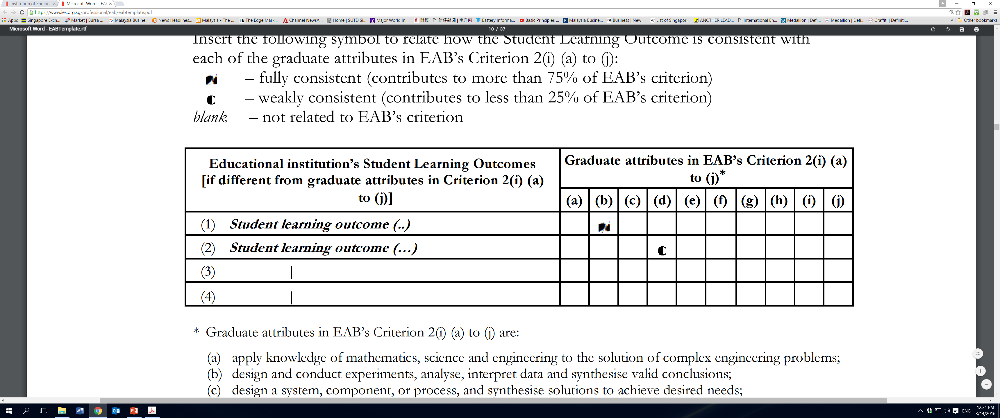 Institution of Engine
Microsoft Word - EA
https://www.ies.org.sg/professional/eab/eabtemplate.pdf
Apps Singapore Exch... Market | Bursa ... Malaysia Busine... News Headlines... Malaysia - The ... The Edge Mark... Channel NewsA... Home | SUTD Si... Major World In... 財經 财经新闻 | 南洋网 Battery Informa... Basic Principles ... Malaysia Busine... Business | New ... List of Singapor... ANOTHER LEAD... International En... Medallion | Defi... Medallion | Defi... Graffiti | Definiti... » Other bookmarks
Microsoft Word - EABTemplate.rtf
10 / 37
Insert the following symbol to relate how the Student Learning Outcome is consistent with
each of the graduate attributes in EAB's Criterion 2(i) (a) to (j):
– fully consistent (contributes to more than 75% of EAB's criterion)
– weakly consistent (contributes to less than 25% of EAB's criterion)
blank – not related to EAB's criterion
Educational institution's Student Learning Outcomes
[if different from graduate attributes in Criterion 2(i) (a)
to (j)]
Graduate attributes in EAB's Criterion 2(i) (a)
to (j)*
(a) (b) (c) (d) (e) (f) (g) (h) (i) (j)
(1) Student learning outcome (..)
(2) Student learning outcome (...)
(3) |
(4) |
* Graduate attributes in EAB's Criterion 2(i) (a) to (j) are:
(a) apply knowledge of mathematics, science and engineering to the solution of complex engineering problems;
(b) design and conduct experiments, analyse, interpret data and synthesise valid conclusions;
(c) design a system, component, or process, and synthesise solutions to achieve desired needs;
ENG
12:31 PM
3/14/2016